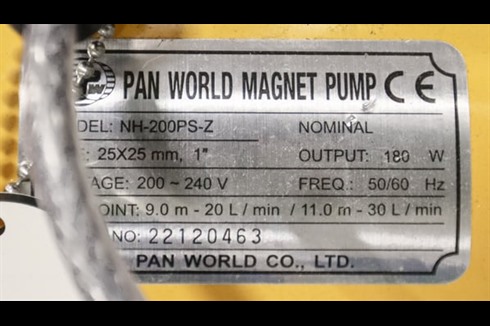 PAN WORLD MAGNET PUMP CE
DEL: NH-200PS-Z NOMINAL
: 25X25 mm, 1" OUTPUT: 180 W
AGE: 200 ~ 240 V FREQ.: 50/60 Hz
OINT: 9.0 m - 20 L / min / 11.0 m - 30 L / min
NO: 22120463
PAN WORLD CO., LTD.